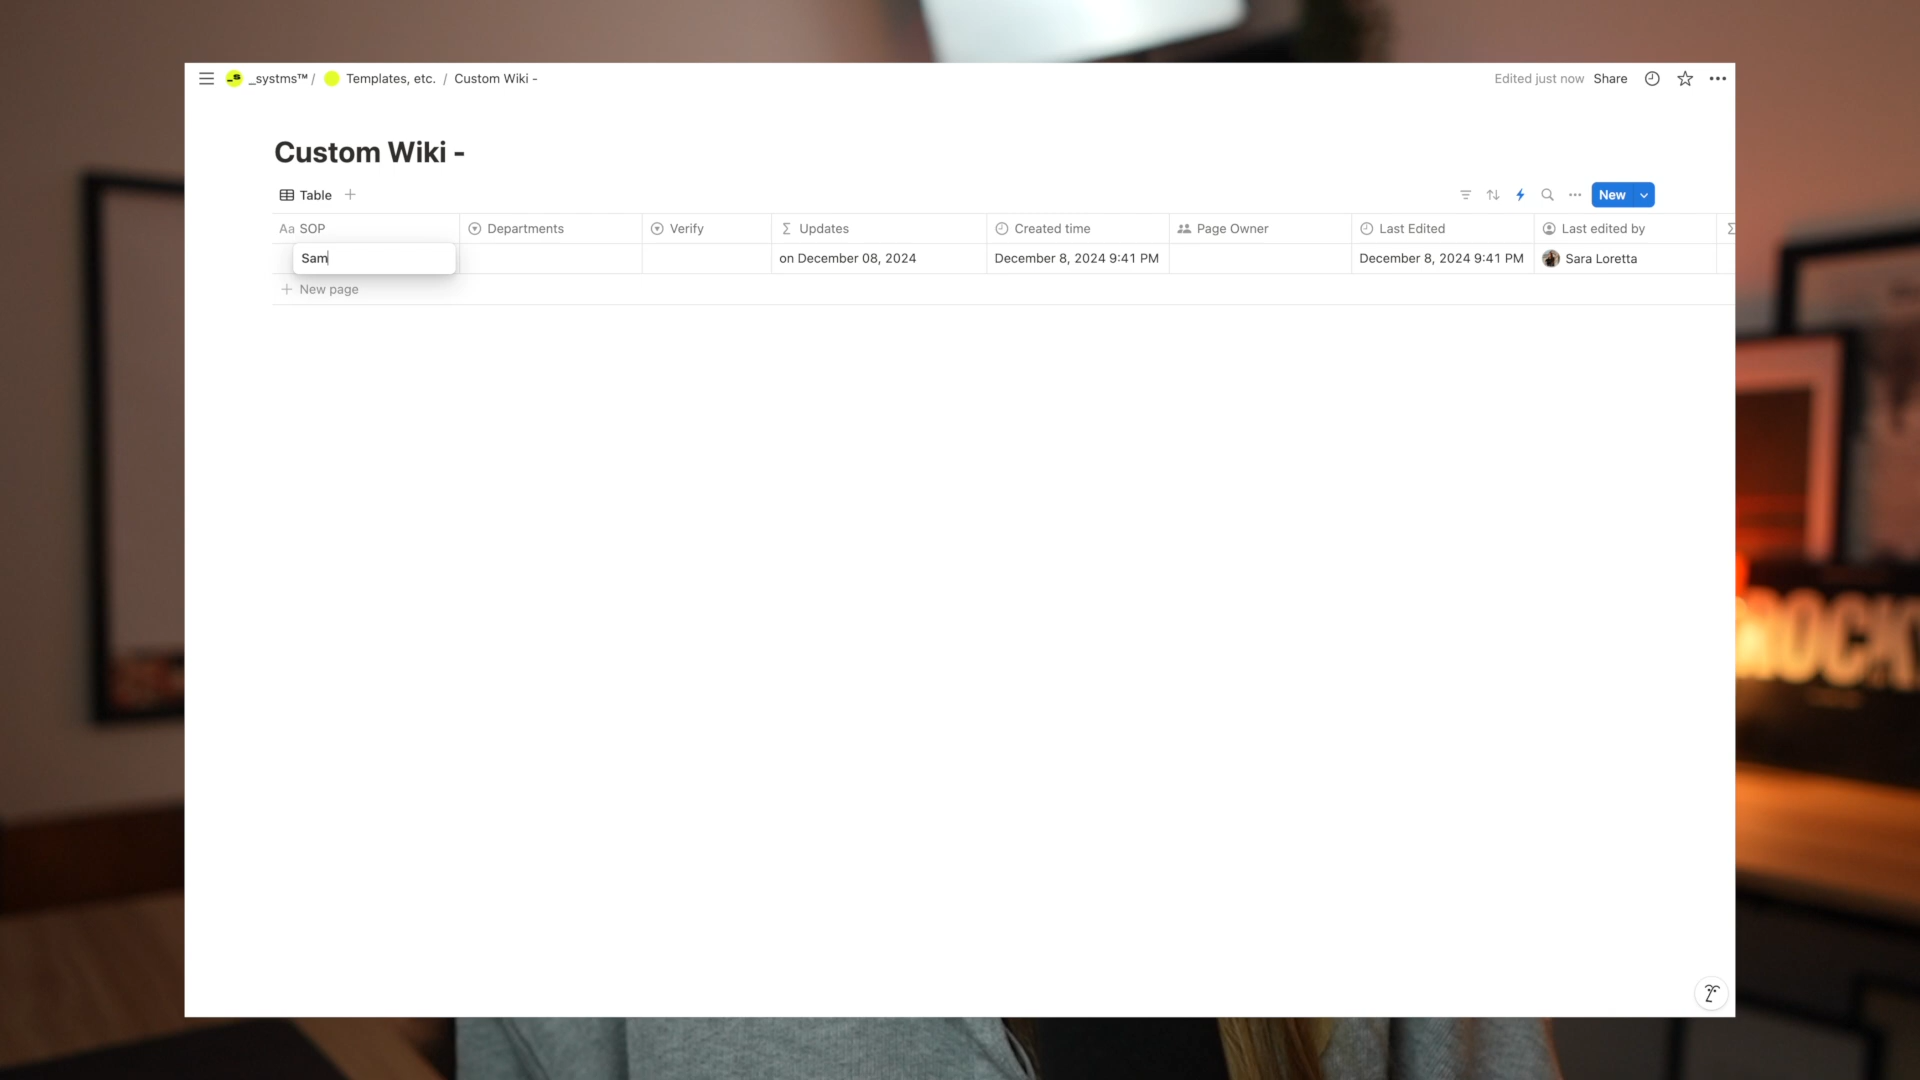 _systms™ / Templates, etc. / Custom Wiki -
Edited just now Share
Custom Wiki -
Table
New
Aa SOP Departments Verify Updates Created time Page Owner Last Edited Last edited by
Sam on December 08, 2024 December 8, 2024 9:41 PM December 8, 2024 9:41 PM Sara Loretta
New page
ROCKY